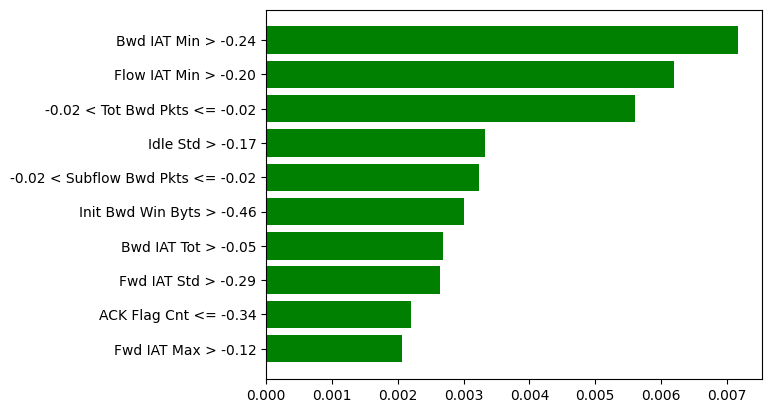 Bwd IAT Min > -0.24
Flow IAT Min > -0.20
-0.02 < Tot Bwd Pkts <= -0.02
Idle Std > -0.17
-0.02 < Subflow Bwd Pkts <= -0.02
Init Bwd Win Byts > -0.46
Bwd IAT Tot > -0.05
Fwd IAT Std > -0.29
ACK Flag Cnt <= -0.34
Fwd IAT Max > -0.12
0.000 0.001 0.002 0.003 0.004 0.005 0.006 0.007